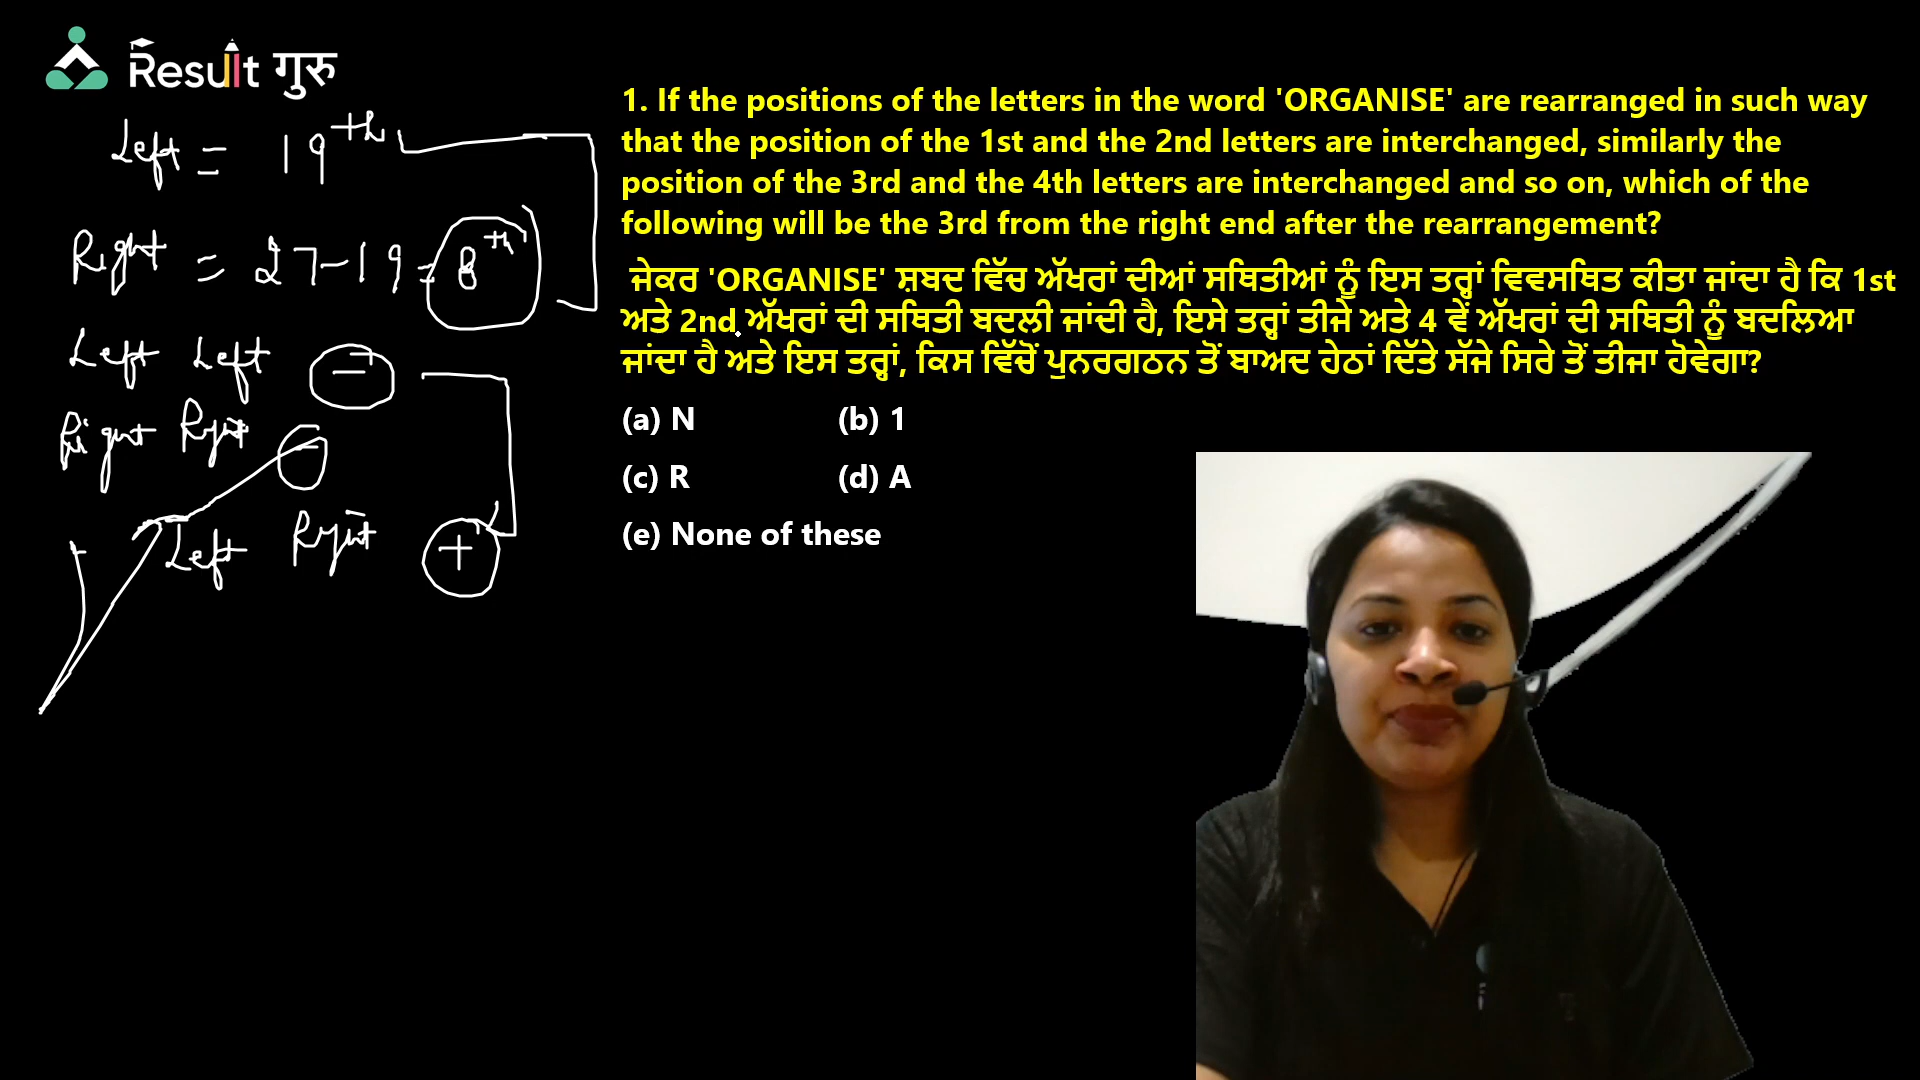 Result गुरु
Left = 19th
Right = 27-19 = 8th
Left Left -
Right Right -
Left Right +
1. If the positions of the letters in the word 'ORGANISE' are rearranged in such way
that the position of the 1st and the 2nd letters are interchanged, similarly the
position of the 3rd and the 4th letters are interchanged and so on, which of the
following will be the 3rd from the right end after the rearrangement?
ਜੇਕਰ 'ORGANISE' ਸ਼ਬਦ ਵਿੱਚ ਅੱਖਰਾਂ ਦੀਆਂ ਸਥਿਤੀਆਂ ਨੂੰ ਇਸ ਤਰ੍ਹਾਂ ਵਿਵਸਥਿਤ ਕੀਤਾ ਜਾਂਦਾ ਹੈ ਕਿ 1st
ਅਤੇ 2nd ਅੱਖਰਾਂ ਦੀ ਸਥਿਤੀ ਬਦਲੀ ਜਾਂਦੀ ਹੈ, ਇਸੇ ਤਰ੍ਹਾਂ ਤੀਜੇ ਅਤੇ 4 ਵੇਂ ਅੱਖਰਾਂ ਦੀ ਸਥਿਤੀ ਨੂੰ ਬਦਲਿਆ
ਜਾਂਦਾ ਹੈ ਅਤੇ ਇਸ ਤਰ੍ਹਾਂ, ਕਿਸ ਵਿੱਚੋਂ ਪੁਨਰਗਠਨ ਤੋਂ ਬਾਅਦ ਹੇਠਾਂ ਦਿੱਤੇ ਸੱਜੇ ਸਿਰੇ ਤੋਂ ਤੀਜਾ ਹੋਵੇਗਾ?
(a) N (b) 1
(c) R (d) A
(e) None of these